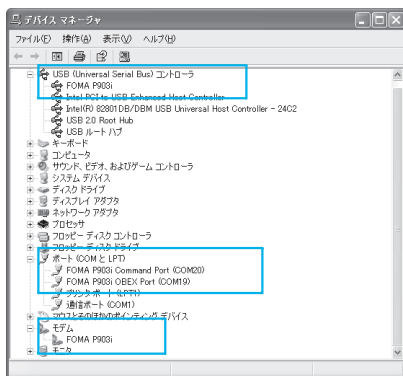 デバイス マネージャ
ファイル(F) 操作(A) 表示(V) ヘルプ(H)
USB (Universal Serial Bus) コントローラ
FOMA P903i
Intel PCI to USB Enhanced Host Controller
Intel(R) 82801DB/DBM USB Universal Host Controller - 24C2
USB 2.0 Root Hub
USB ルート ハブ
キーボード
コンピュータ
サウンド、ビデオ、およびゲーム コントローラ
システム デバイス
ディスク ドライブ
ディスプレイ アダプタ
ネットワーク アダプタ
プロセッサ
フロッピー ディスク コントローラ
フロッピー ディスク ドライブ
ポート (COM と LPT)
FOMA P903i Command Port (COM20)
FOMA P903i OBEX Port (COM19)
プリンタ ポート (LPT1)
通信ポート (COM1)
マウスとそのほかのポインティング デバイス
モデム
FOMA P903i
モニタ